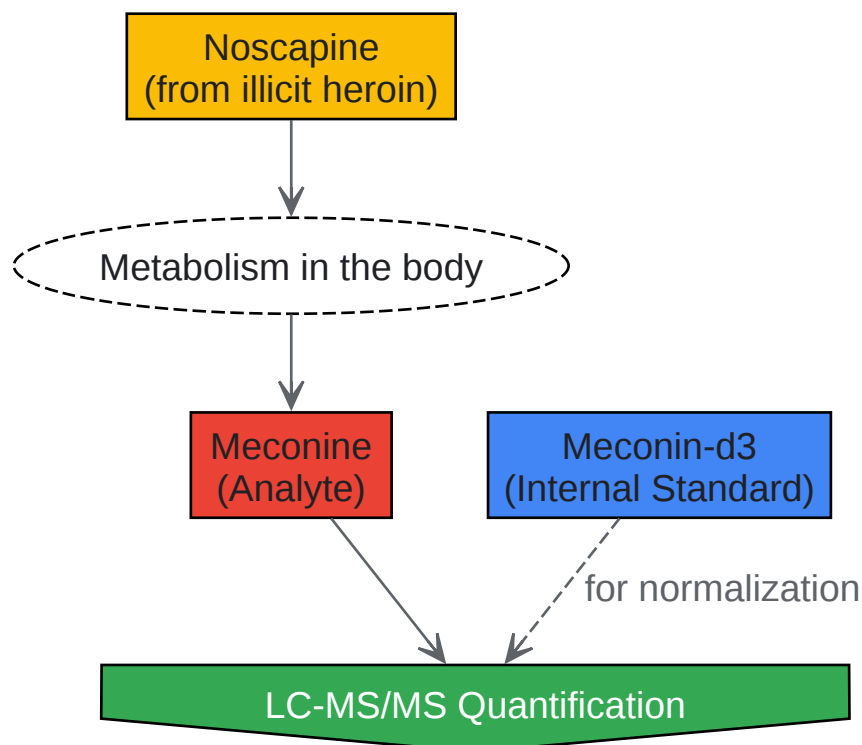 Noscapine
(from illicit heroin)
Metabolism in the body
Meconine
(Analyte)
Meconin-d3
(Internal Standard)
for normalization
LC-MS/MS Quantification